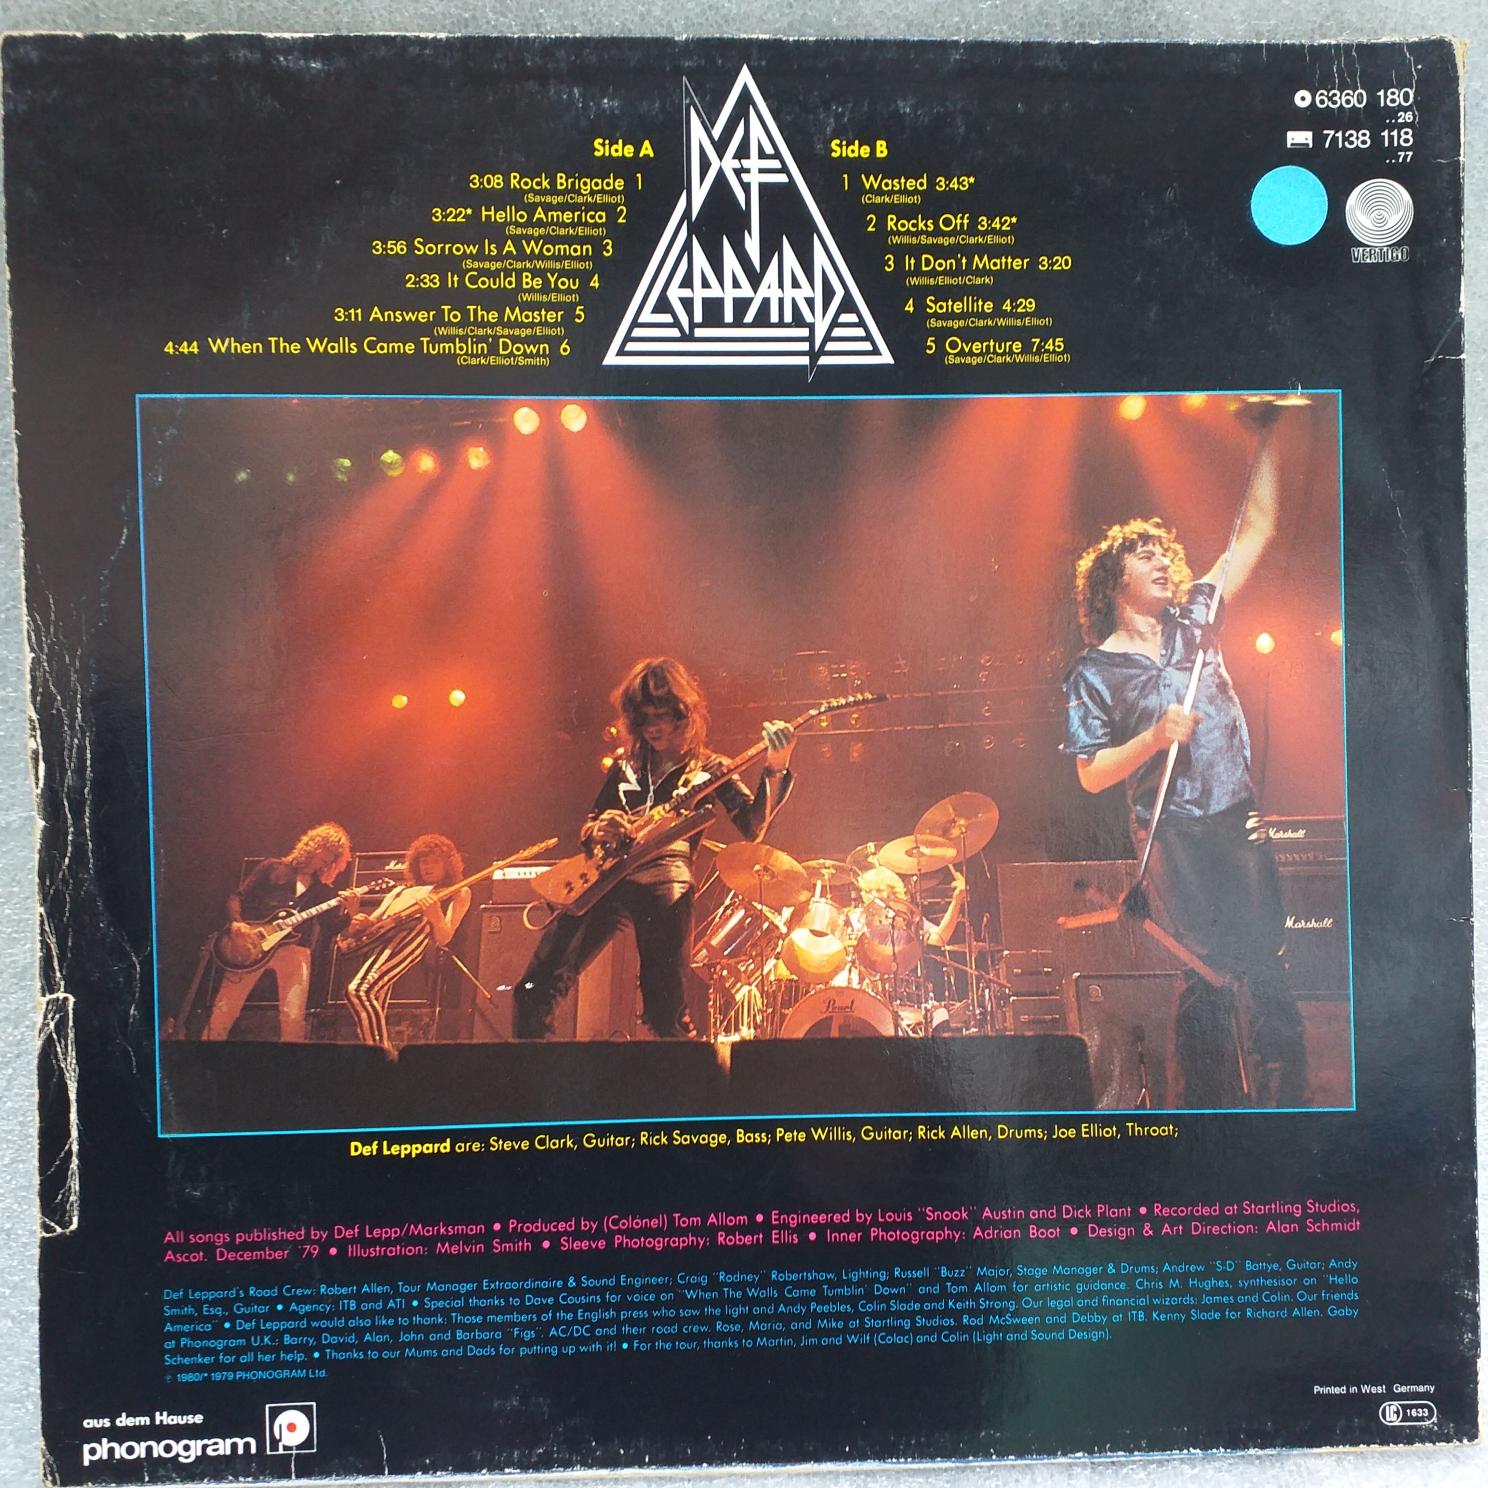 DEF
LEPPARD
6360 180
..26
7138 118
..77
VERTIGO
Side A
3:08 Rock Brigade 1
(Savage/Clark/Elliot)
3:22* Hello America 2
(Savage/Clark/Elliot)
3:56 Sorrow Is A Woman 3
(Savage/Clark/Willis/Elliot)
2:33 It Could Be You 4
(Willis/Elliot)
3:11 Answer To The Master 5
(Willis/Clark/Savage/Elliot)
4:44 When The Walls Came Tumblin' Down 6
(Clark/Elliot/Smith)
Side B
1 Wasted 3:43*
(Clark/Elliot)
2 Rocks Off 3:42*
(Willis/Savage/Clark/Elliot)
3 It Don't Matter 3:20
(Willis/Elliot/Clark)
4 Satellite 4:29
(Savage/Clark/Willis/Elliot)
5 Overture 7:45
(Savage/Clark/Willis/Elliot)
Marshall
Marshall
Pearl
Def Leppard are: Steve Clark, Guitar; Rick Savage, Bass; Pete Willis, Guitar; Rick Allen, Drums; Joe Elliot, Throat;
All songs published by Def Lepp/Marksman • Produced by (Colonel) Tom Allom • Engineered by Louis "Snook" Austin and Dick Plant • Recorded at Startling Studios,
Ascot. December '79 • Illustration: Melvin Smith • Sleeve Photography: Robert Ellis • Inner Photography: Adrian Boot • Design & Art Direction: Alan Schmidt
Def Leppard's Road Crew: Robert Allen, Tour Manager Extraordinaire & Sound Engineer; Craig "Rodney" Robertshaw, Lighting; Russell "Buzz" Major, Stage Manager & Drums; Andrew "S·D" Battye, Guitar; Andy
Smith, Esq., Guitar • Agency: ITB and ATI • Special thanks to Dave Cousins for voice on "When The Walls Came Tumblin' Down" and Tom Allom for artistic guidance. Chris M. Hughes, synthesisor on "Hello
America" • Def Leppard would also like to thank: Those members of the English press who saw the light and Andy Peebles, Colin Slade and Keith Strong. Our legal and financial wizards: James and Colin. Our friends
at Phonogram U.K.: Barry, David, Alan, John and Barbara "Figs". AC/DC and their road crew. Rose, Maria, and Mike at Startling Studios. Rod McSween and Debby at ITB. Kenny Slade for Richard Allen. Gaby
Schenker for all her help. • Thanks to our Mums and Dads for putting up with it! • For the tour, thanks to Martin, Jim and Wilf (Colac) and Colin (Light and Sound Design).
℗ 1980/* 1979 PHONOGRAM Ltd.
aus dem Hause
phonogram
Printed in West Germany
LC 1633